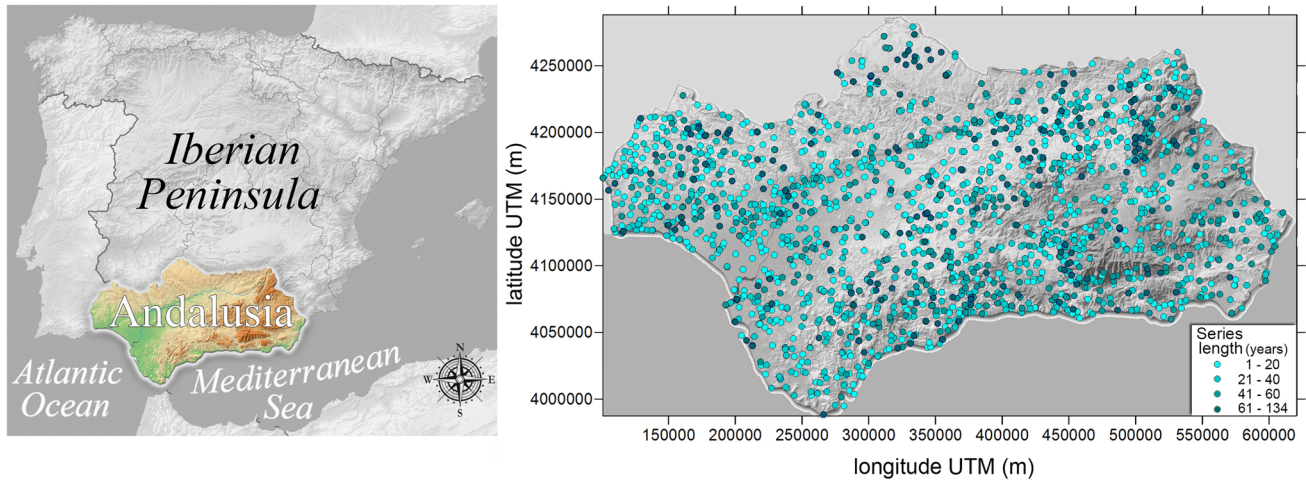 Iberian
Peninsula
Andalusia
Atlantic
Ocean
Mediterranean
Sea
N
W
E
S
latitude UTM (m)
4250000
4200000
4150000
4100000
4050000
4000000
150000
200000
250000
300000
350000
400000
450000
500000
550000
600000
longitude UTM (m)
Series
length (years)
1 - 20
21 - 40
41 - 60
61 - 134